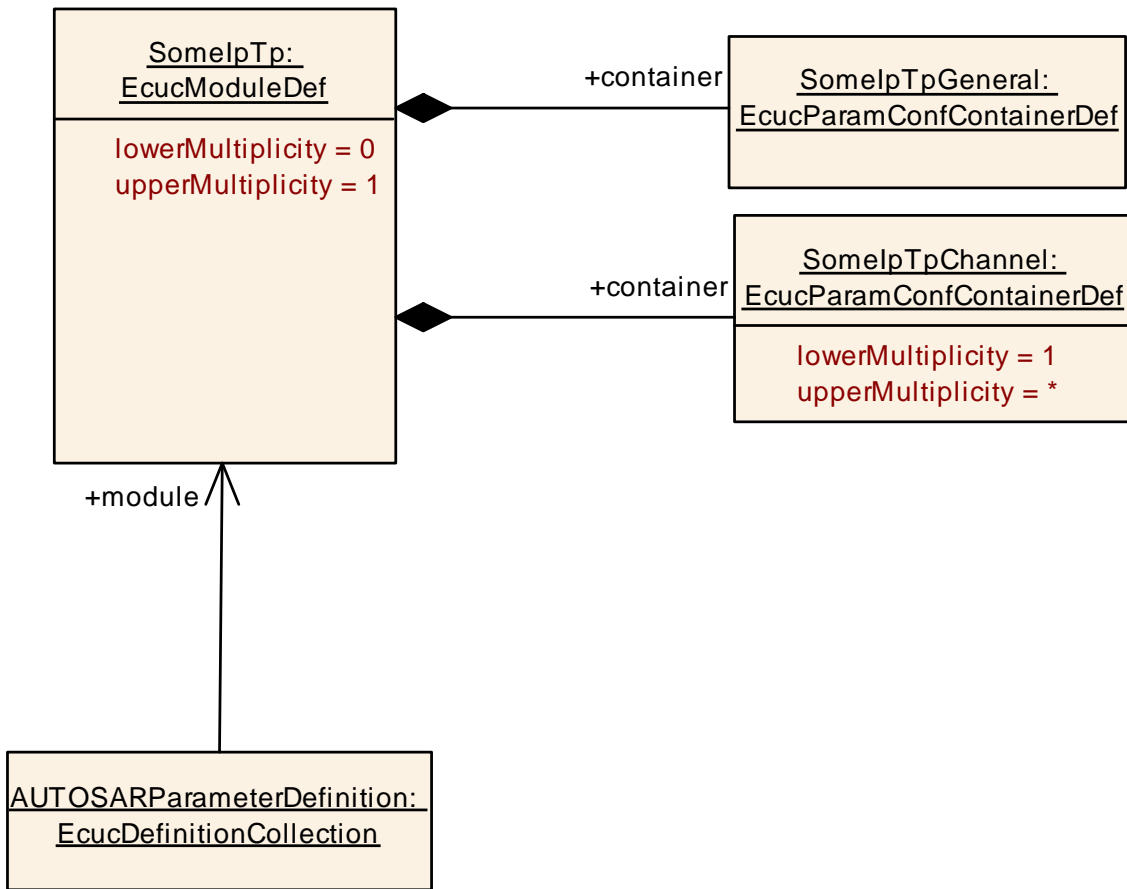 SomeIpTp:
EcucModuleDef
lowerMultiplicity = 0
upperMultiplicity = 1
+container
SomeIpTpGeneral:
EcucParamConfContainerDef
+container
SomeIpTpChannel:
EcucParamConfContainerDef
lowerMultiplicity = 1
upperMultiplicity = *
+module
AUTOSARParameterDefinition:
EcucDefinitionCollection